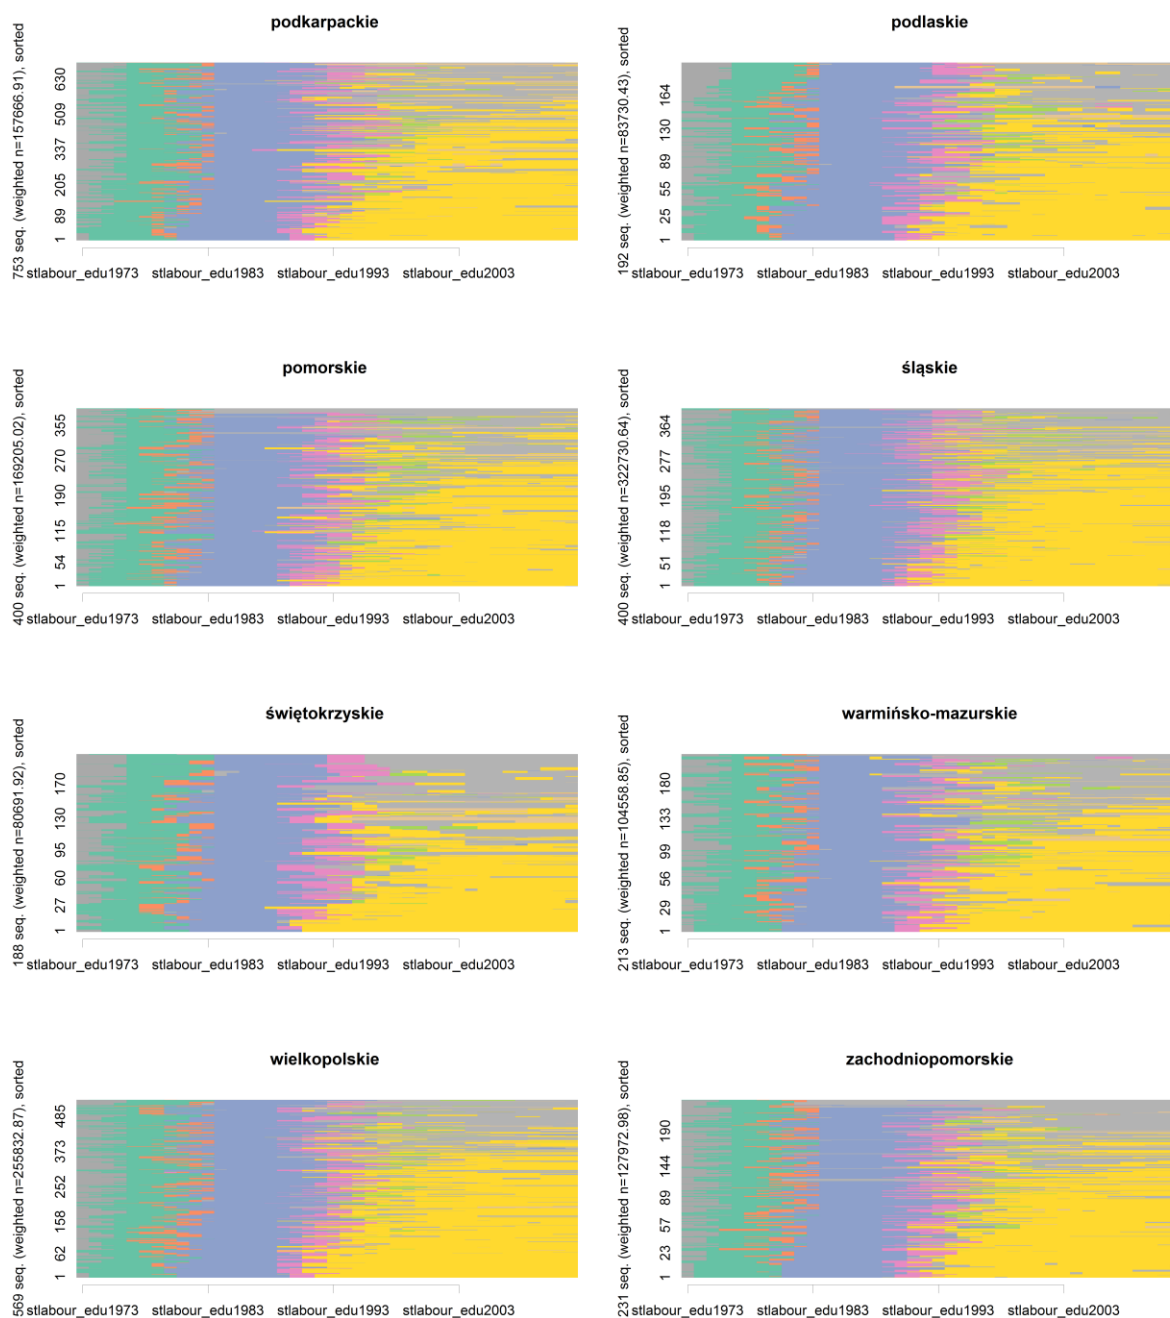 podkarpackie
podlaskie
753 seq. (weighted n=157666.91), sorted
1 89 205 337 509 630
192 seq. (weighted n=83730.43), sorted
1 25 55 89 130 164
stlabour_edu1973 stlabour_edu1983 stlabour_edu1993 stlabour_edu2003
stlabour_edu1973 stlabour_edu1983 stlabour_edu1993 stlabour_edu2003
pomorskie
śląskie
400 seq. (weighted n=169205.02), sorted
1 54 115 190 270 355
400 seq. (weighted n=322730.64), sorted
1 51 118 195 277 364
stlabour_edu1973 stlabour_edu1983 stlabour_edu1993 stlabour_edu2003
stlabour_edu1973 stlabour_edu1983 stlabour_edu1993 stlabour_edu2003
świętokrzyskie
warmińsko-mazurskie
188 seq. (weighted n=80691.92), sorted
1 27 60 95 130 170
213 seq. (weighted n=104558.85), sorted
1 29 56 99 133 180
stlabour_edu1973 stlabour_edu1983 stlabour_edu1993 stlabour_edu2003
stlabour_edu1973 stlabour_edu1983 stlabour_edu1993 stlabour_edu2003
wielkopolskie
zachodniopomorskie
569 seq. (weighted n=255832.87), sorted
1 62 158 252 373 485
231 seq. (weighted n=127972.98), sorted
1 23 57 89 144 190
stlabour_edu1973 stlabour_edu1983 stlabour_edu1993 stlabour_edu2003
stlabour_edu1973 stlabour_edu1983 stlabour_edu1993 stlabour_edu2003